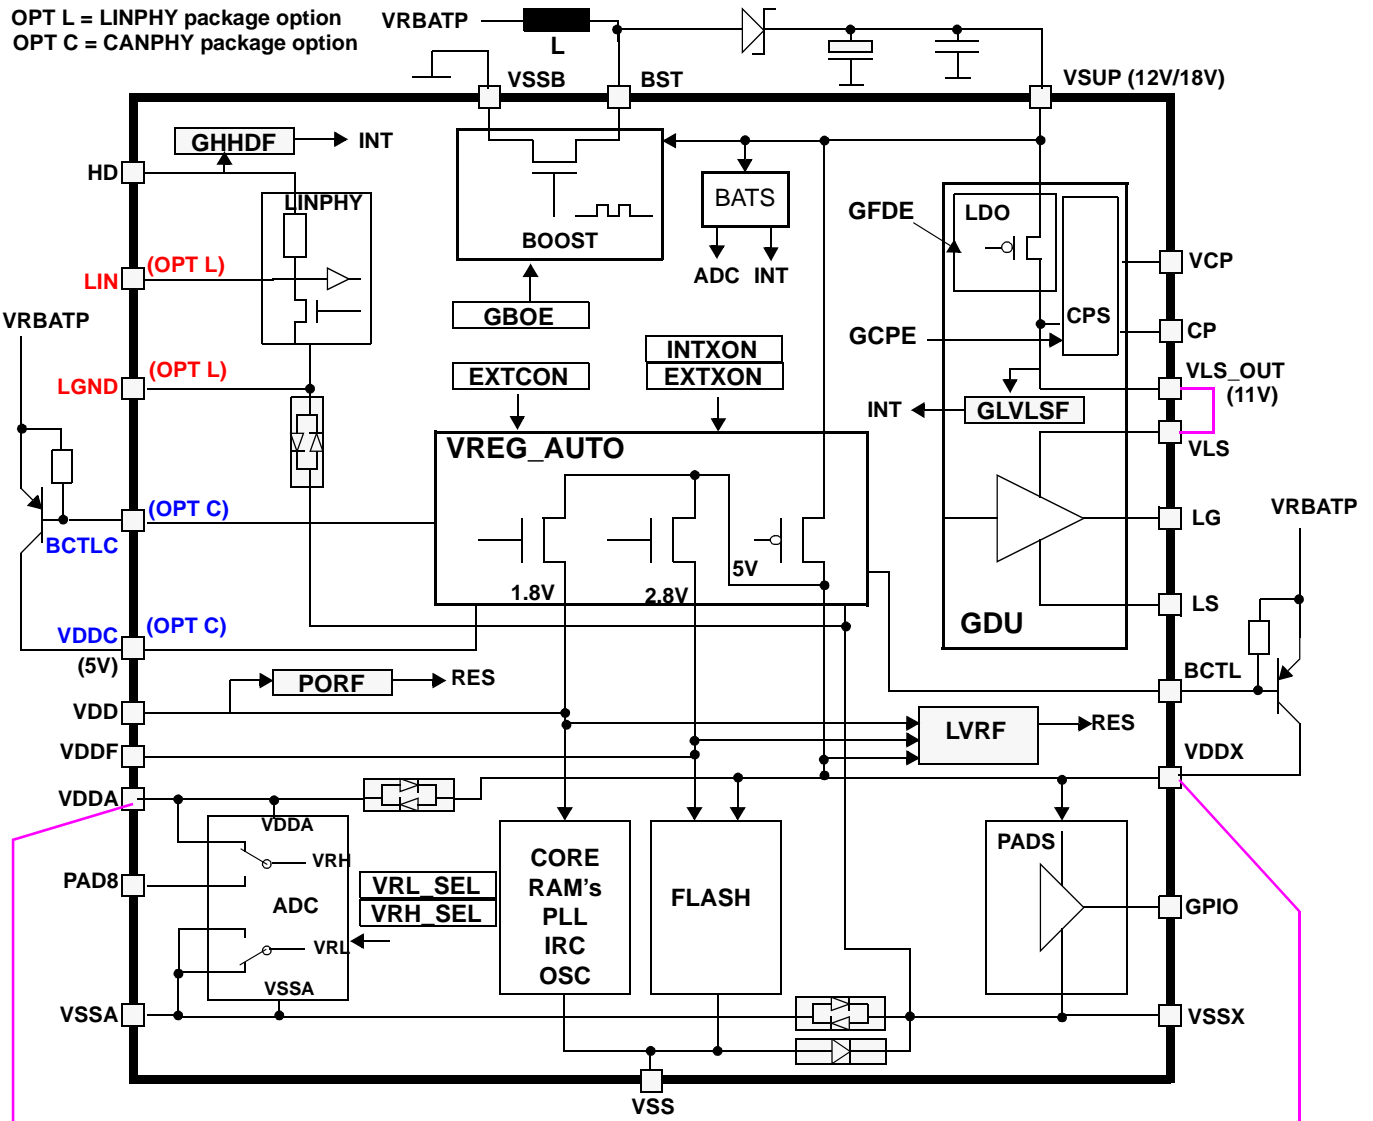 OPT L = LINPHY package option
OPT C = CANPHY package option
VRBATP
L
VSSB
BST
VSUP (12V/18V)
GHHDF
INT
HD
LINPHY
BOOST
BATS
ADC
INT
GFDE
LDO
VCP
LIN
(OPT L)
GBOE
GCPE
CPS
CP
VRBATP
INTXON
EXTXON
EXTCON
LGND
(OPT L)
VLS_OUT
(11V)
INT
GLVLSF
VREG_AUTO
VLS
(OPT C)
BCTLC
LG
VRBATP
5V
1.8V
2.8V
LS
GDU
VDDC
(5V)
(OPT C)
BCTL
PORF
RES
VDD
LVRF
RES
VDDF
VDDX
VDDA
VDDA
VRH
PAD8
ADC
VRL_SEL
VRH_SEL
VRL
VSSA
CORE
RAM's
PLL
IRC
OSC
FLASH
PADS
GPIO
VSSA
VSSX
VSS